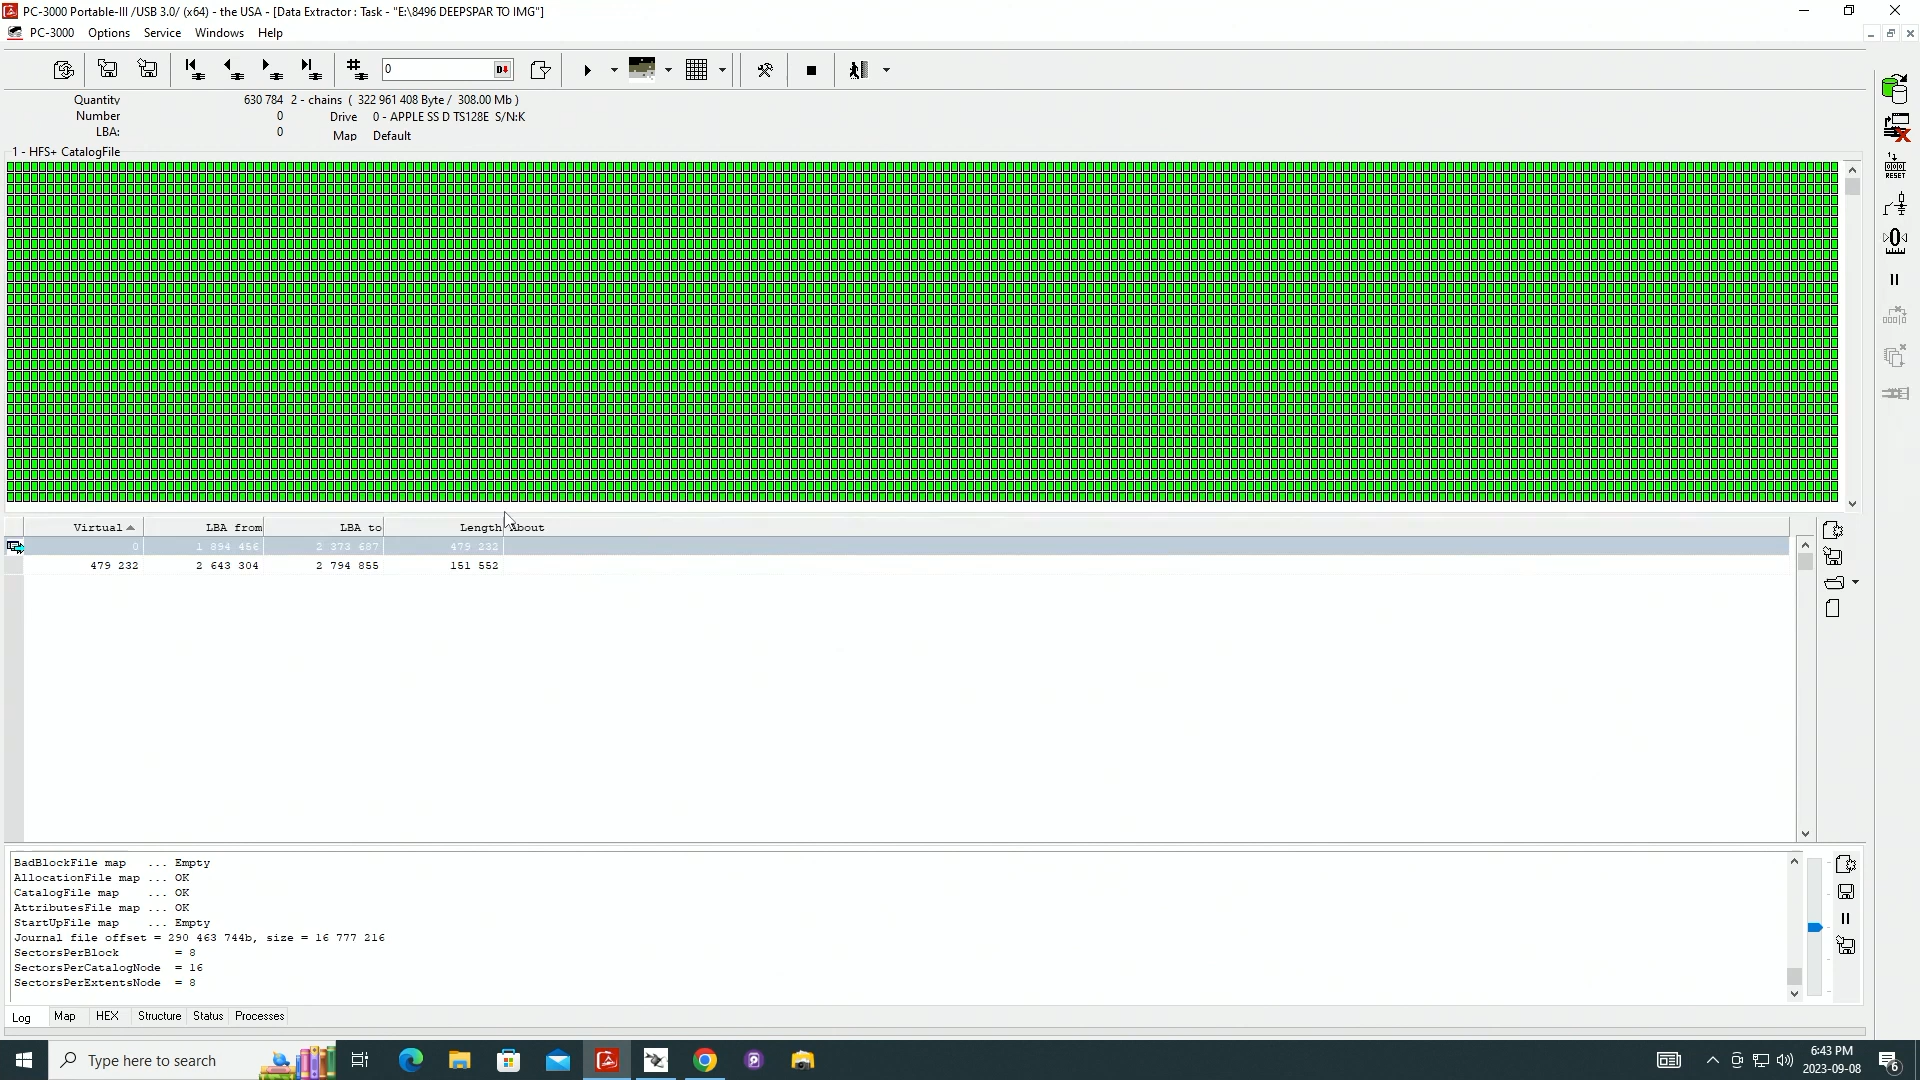 PC-3000 Portable-III /USB 3.0/ (x64) - the USA - [Data Extractor : Task - "E:\8496 DEEPSPAR TO IMG"]
PC-3000 Options Service Windows Help
0
Quantity 630 784 2 - chains ( 322 961 408 Byte / 308.00 Mb )
Number 0 Drive 0 - APPLE SS D TS128E S/N:K
LBA: 0 Map Default
1 - HFS+ CatalogFile
RESET
Virtual LBA from LBA to Length About
0 1 894 456 2 373 687 479 232
479 232 2 643 304 2 794 855 151 552
BadBlockFile map ... Empty
AllocationFile map ... OK
CatalogFile map ... OK
AttributesFile map ... OK
StartUpFile map ... Empty
Journal file offset = 290 463 744b, size = 16 777 216
SectorsPerBlock = 8
SectorsPerCatalogNode = 16
SectorsPerExtentsNode = 8
Log Map HEX Structure Status Processes
Type here to search
6:43 PM
2023-09-08
6